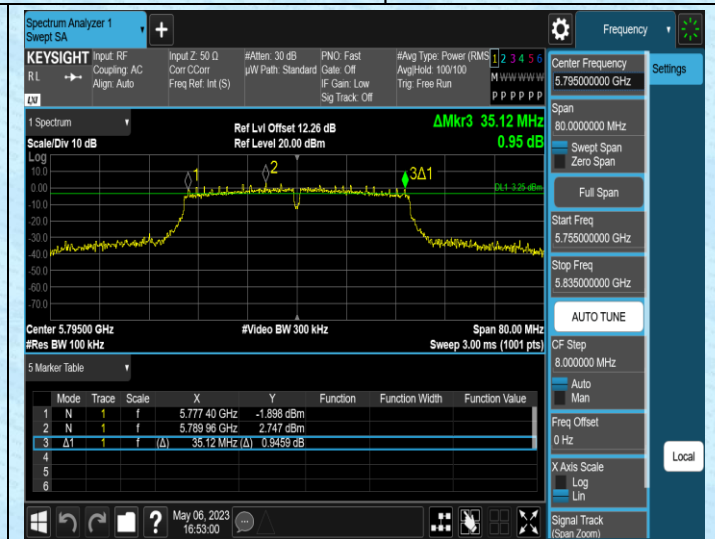 Spectrum Analyzer 1
Swept SA
+
Frequency
KEYSIGHT
RL
LXI
Input: RF
Coupling: AC
Align: Auto
Input Z: 50 Ω
Corr CCorr
Freq Ref: Int (S)
#Atten: 30 dB
µW Path: Standard
PNO: Fast
Gate: Off
IF Gain: Low
Sig Track: Off
#Avg Type: Power (RMS
Avg|Hold: 100/100
Trig: Free Run
1 2 3 4 5 6
M W W W W W
P P P P P P
1 Spectrum
Scale/Div 10 dB
Ref Lvl Offset 12.26 dB
Ref Level 20.00 dBm
ΔMkr3 35.12 MHz
0.95 dB
Log
10.0
0.00
-10.0
-20.0
-30.0
-40.0
-50.0
-60.0
-70.0
1
2
3Δ1
DL1 -3.25 dBm
Center 5.79500 GHz
#Res BW 100 kHz
#Video BW 300 kHz
Span 80.00 MHz
Sweep 3.00 ms (1001 pts)
5 Marker Table
Mode Trace Scale X Y Function Function Width Function Value
1 N 1 f 5.777 40 GHz -1.898 dBm
2 N 1 f 5.789 96 GHz 2.747 dBm
3 Δ1 1 f (Δ) 35.12 MHz (Δ) 0.9459 dB
4
5
6
May 06, 2023
16:53:00
Center Frequency
5.795000000 GHz
Span
80.0000000 MHz
Swept Span
Zero Span
Full Span
Start Freq
5.755000000 GHz
Stop Freq
5.835000000 GHz
AUTO TUNE
CF Step
8.000000 MHz
Auto
Man
Freq Offset
0 Hz
X Axis Scale
Log
Lin
Signal Track
(Span Zoom)
Settings
Local